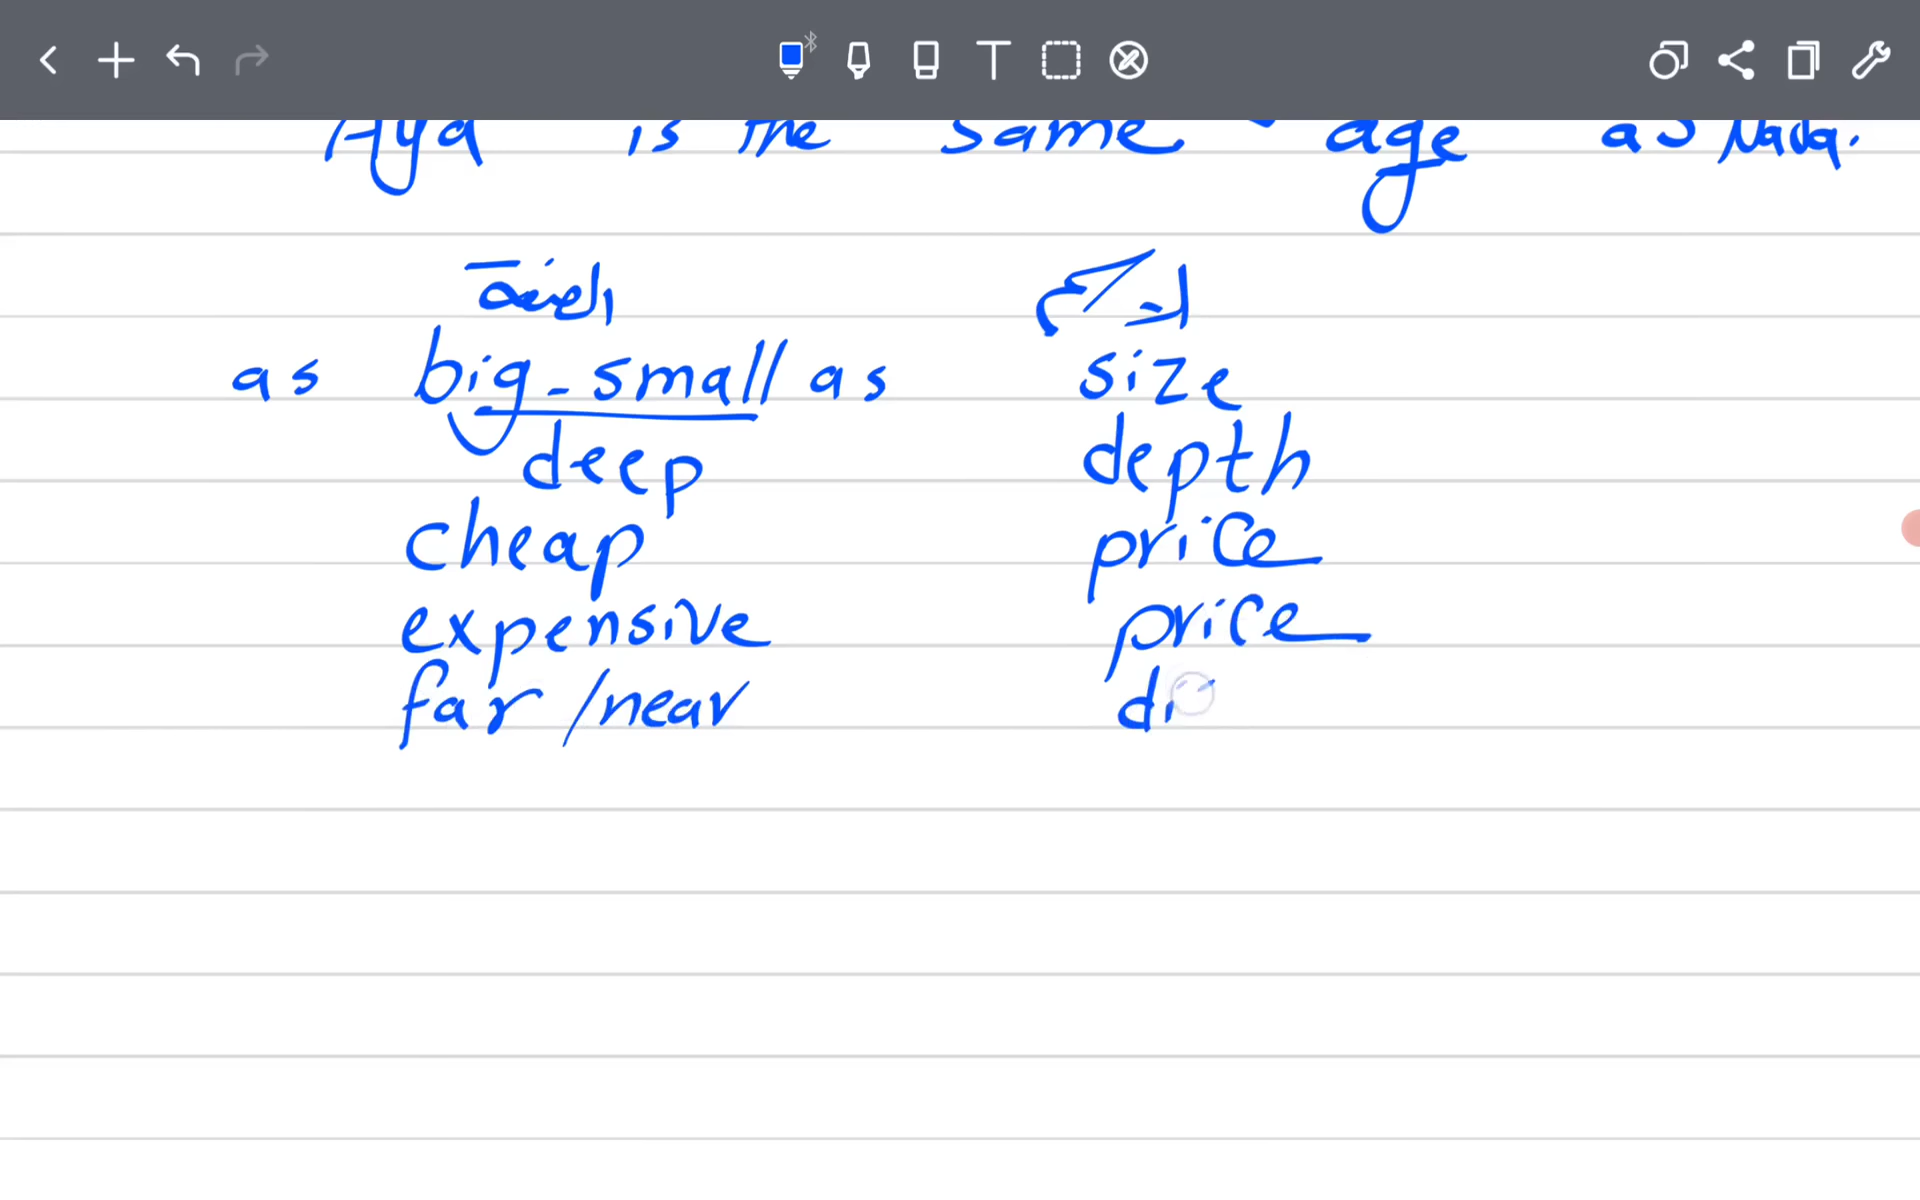 Aya is the same age as Nada.
الصفة الاسم
as big - small as size
deep depth
cheap price
expensive price
far / near di